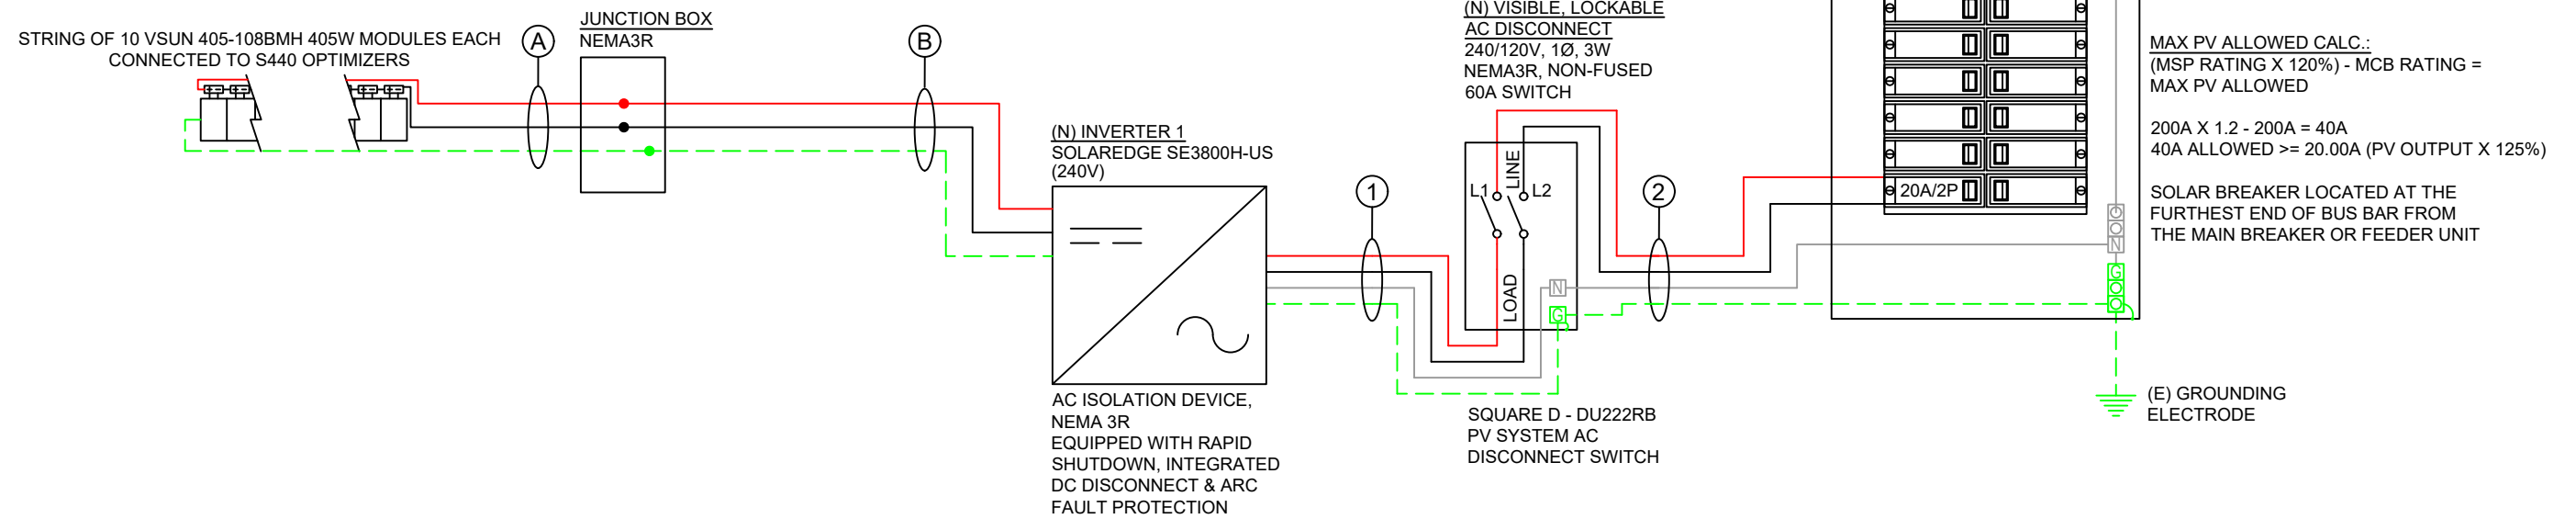 STRING OF 10 VSUN 405-108BMH 405W MODULES EACH
CONNECTED TO S440 OPTIMIZERS
A
JUNCTION BOX
NEMA3R
B
(N) INVERTER 1
SOLAREDGE SE3800H-US
(240V)
AC ISOLATION DEVICE,
NEMA 3R
EQUIPPED WITH RAPID
SHUTDOWN, INTEGRATED
DC DISCONNECT & ARC
FAULT PROTECTION
1
(N) VISIBLE, LOCKABLE
AC DISCONNECT
240/120V, 1Ø, 3W
NEMA3R, NON-FUSED
60A SWITCH
LINE
L1
L2
LOAD
N
G
SQUARE D - DU222RB
PV SYSTEM AC
DISCONNECT SWITCH
2
20A/2P
N
G
MAX PV ALLOWED CALC.:
(MSP RATING X 120%) - MCB RATING =
MAX PV ALLOWED
200A X 1.2 - 200A = 40A
40A ALLOWED >= 20.00A (PV OUTPUT X 125%)
SOLAR BREAKER LOCATED AT THE
FURTHEST END OF BUS BAR FROM
THE MAIN BREAKER OR FEEDER UNIT
(E) GROUNDING
ELECTRODE